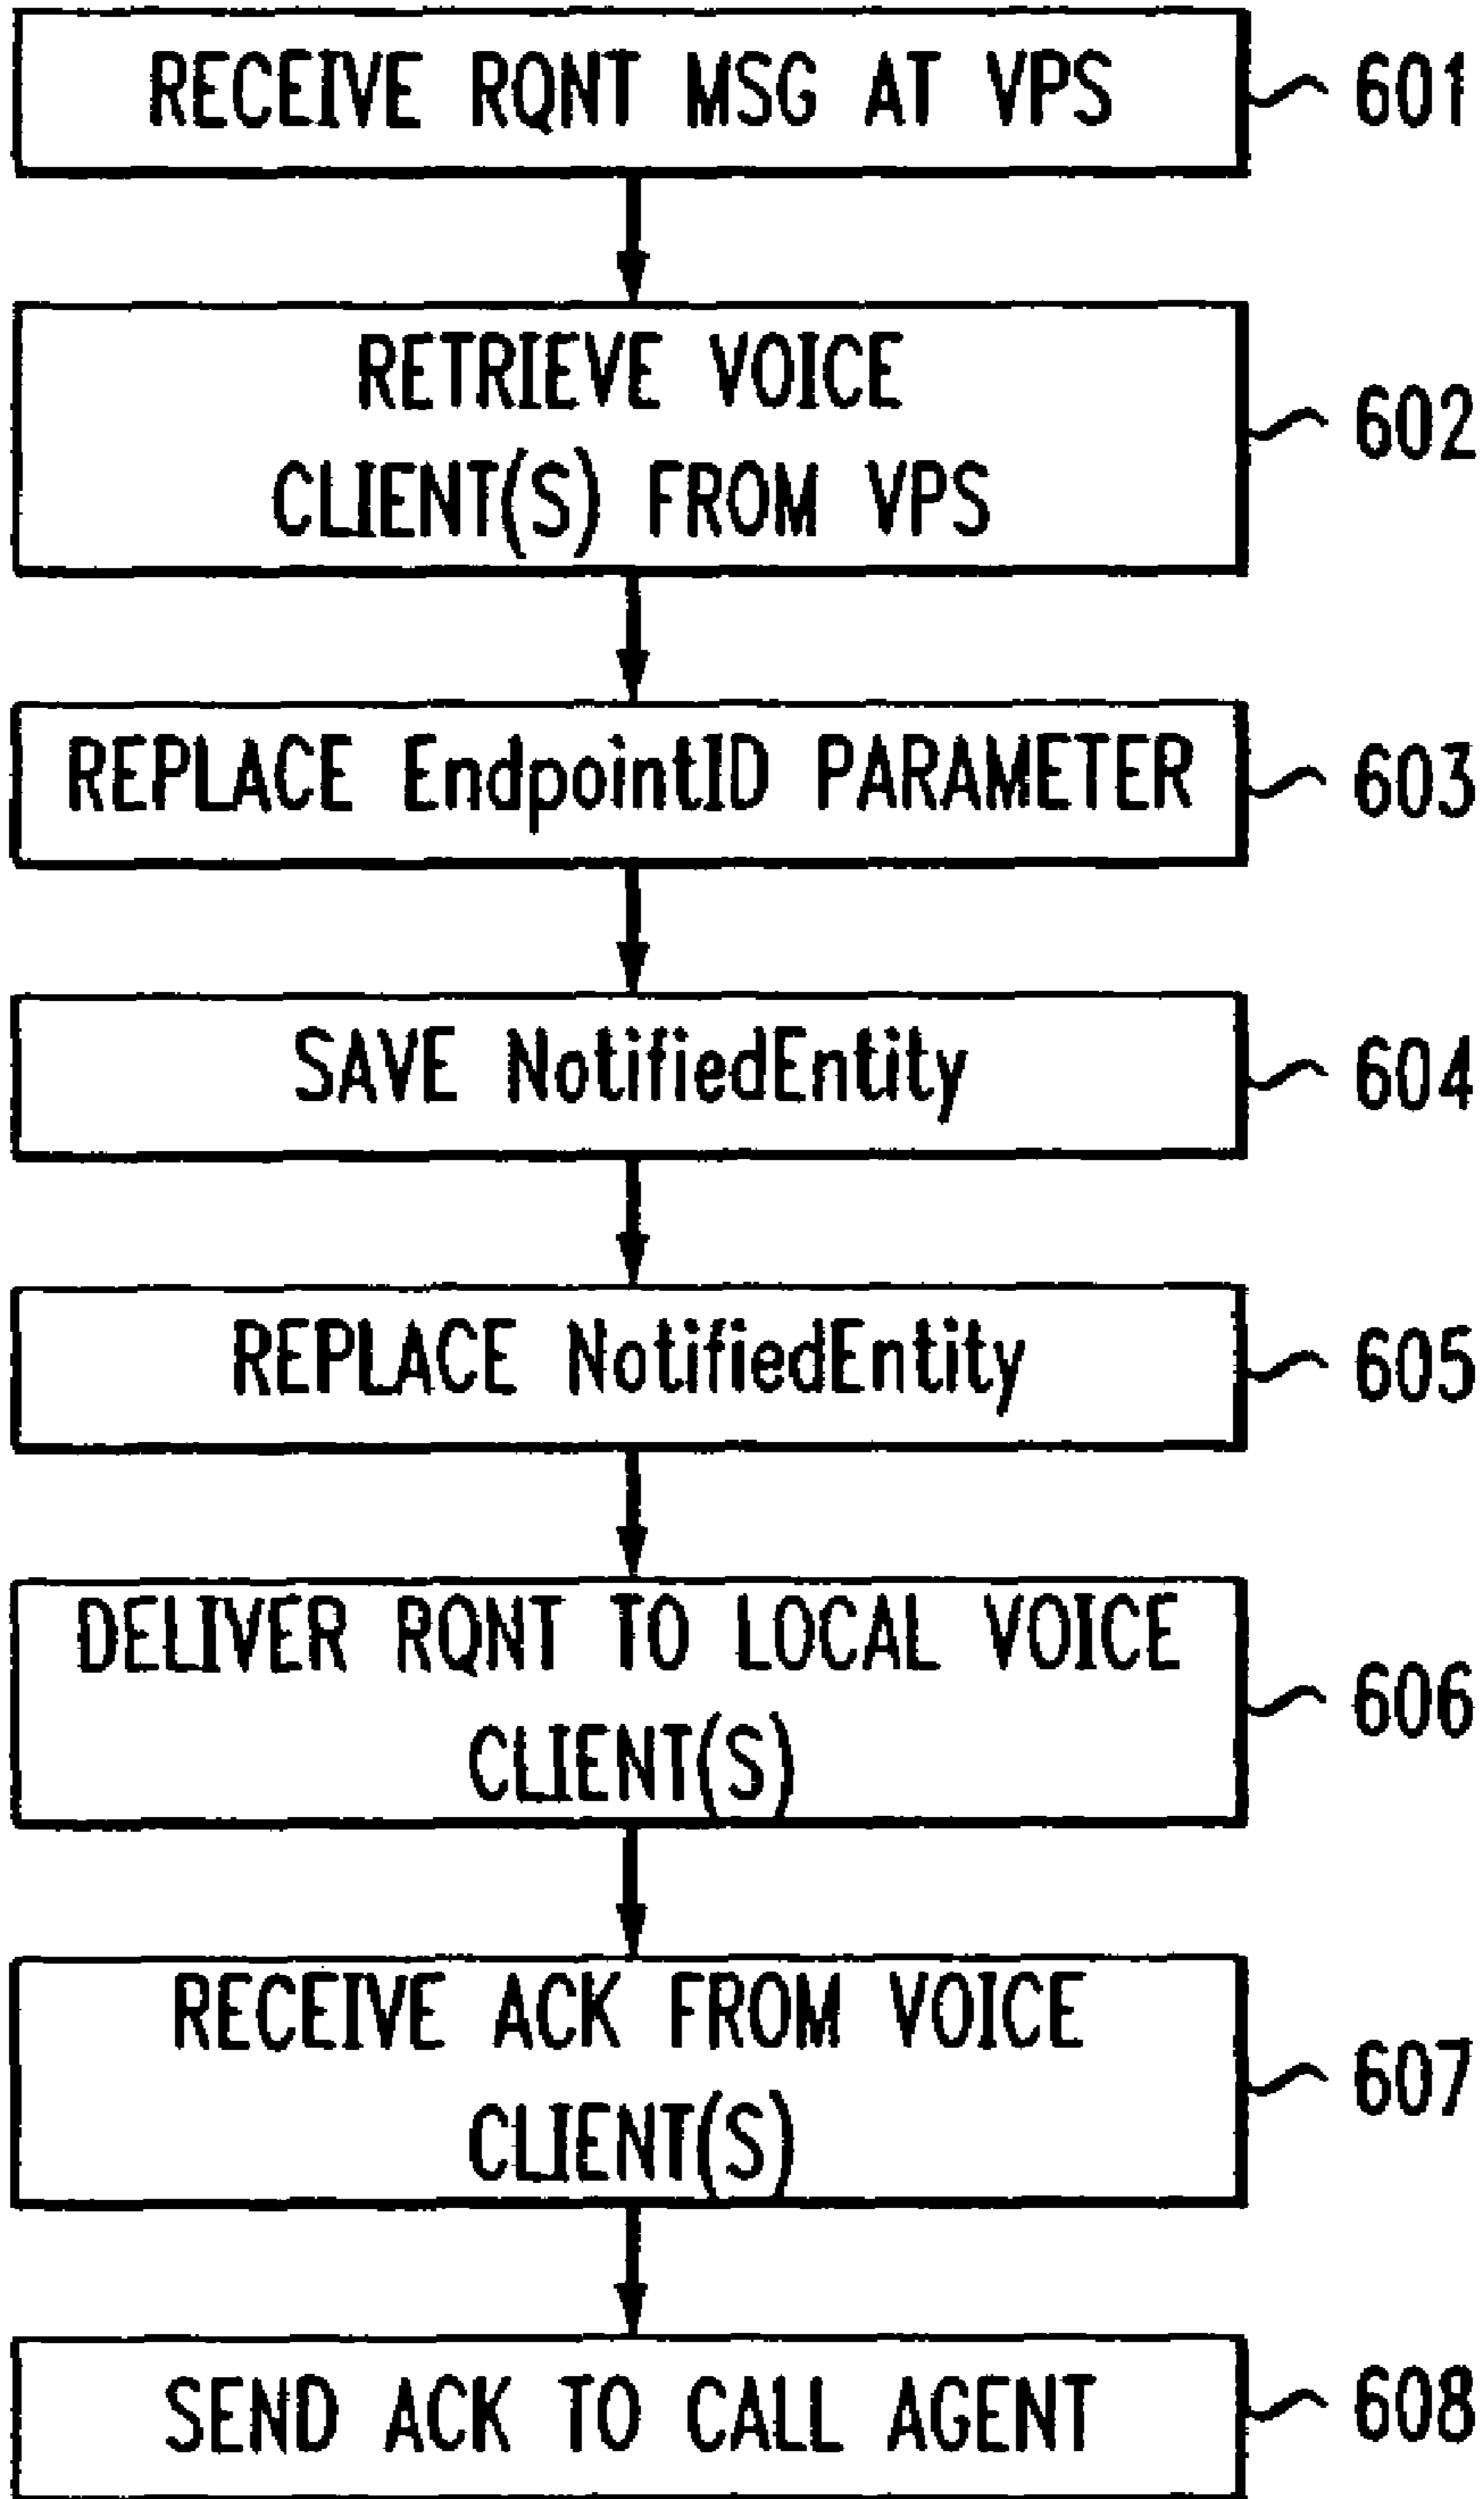 RECEIVE RQNT MSG AT VPS
601
RETRIEVE VOICE
CLIENT(S) FROM VPS
602
REPLACE EndpointID PARAMETER
603
SAVE NotifiedEntity
604
REPLACE NotifiedEntity
605
DELIVER RQNT TO LOCAL VOICE
CLIENT(S)
606
RECEIVE ACK FROM VOICE
CLIENT(S)
607
SEND ACK TO CALL AGENT
608